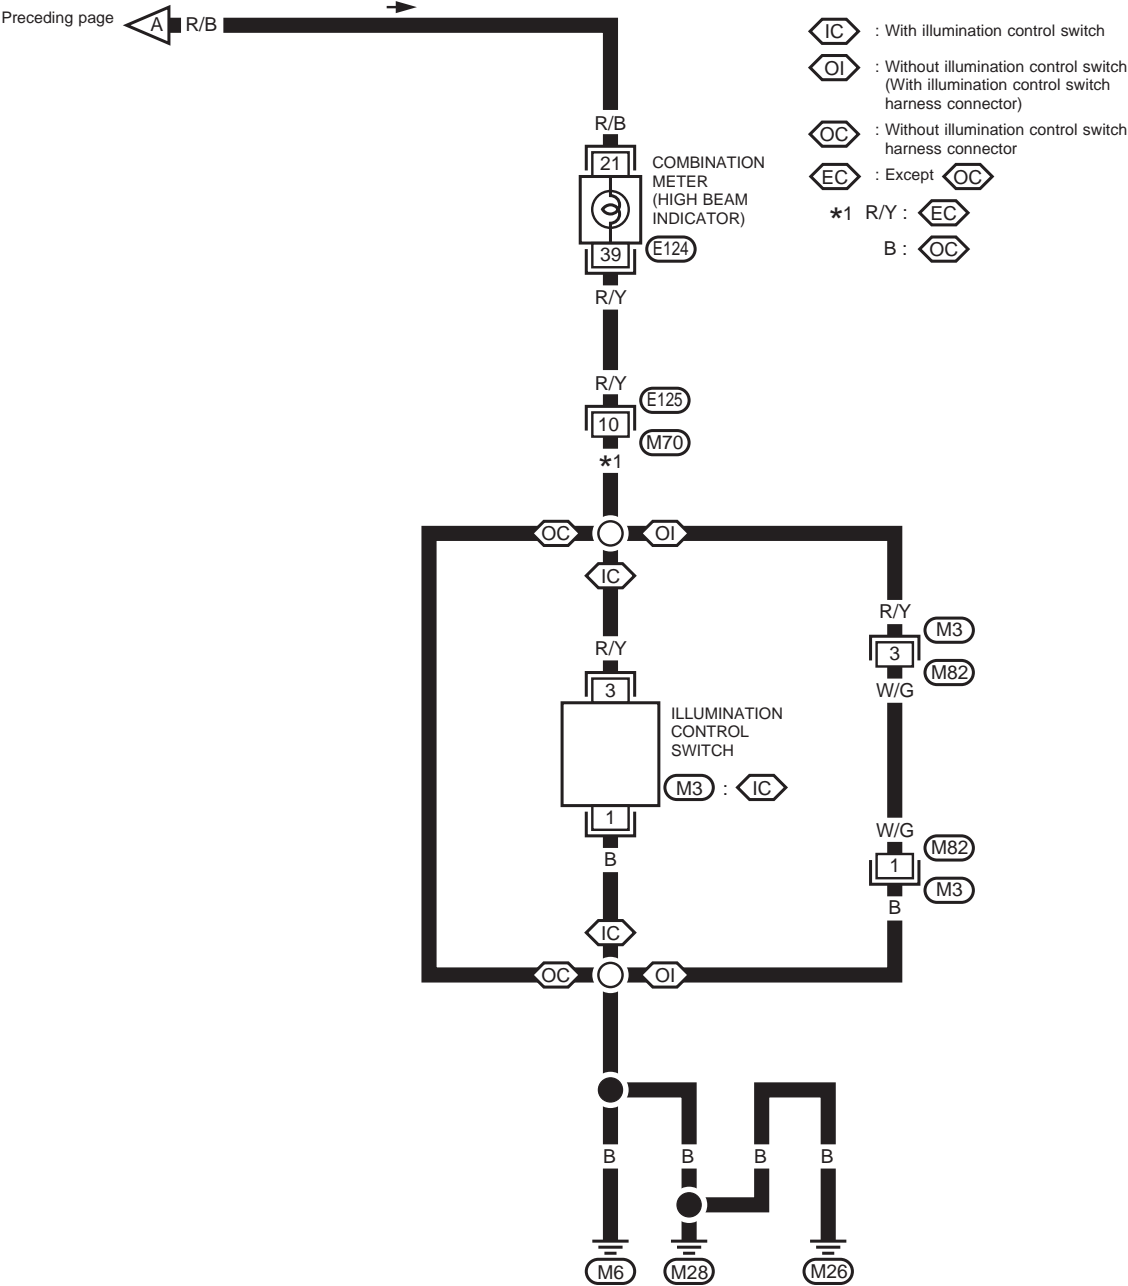 Preceding page
A
R/B
IC : With illumination control switch
OI : Without illumination control switch
(With illumination control switch
harness connector)
OC : Without illumination control switch
harness connector
EC : Except OC
*1 R/Y : EC
B : OC
R/B
21
COMBINATION
METER
(HIGH BEAM
INDICATOR)
39
E124
R/Y
R/Y
E125
10
M70
*1
OC
OI
IC
R/Y
M3
3
M82
W/G
R/Y
3
ILLUMINATION
CONTROL
SWITCH
M3 : IC
1
B
W/G
M82
1
M3
B
IC
OC
OI
B
B
B
B
M6
M28
M26